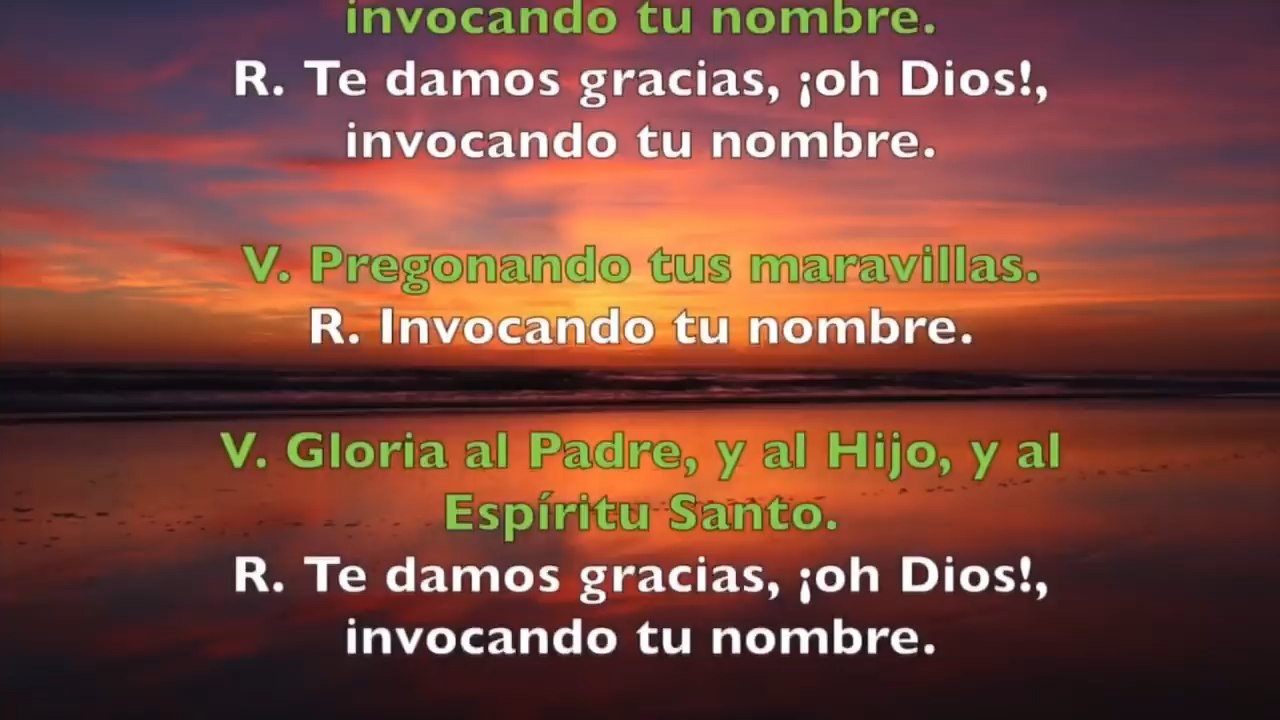 invocando tu nombre.
R. Te damos gracias, ¡oh Dios!,
invocando tu nombre.
V. Pregonando tus maravillas.
R. Invocando tu nombre.
V. Gloria al Padre, y al Hijo, y al
Espíritu Santo.
R. Te damos gracias, ¡oh Dios!,
invocando tu nombre.